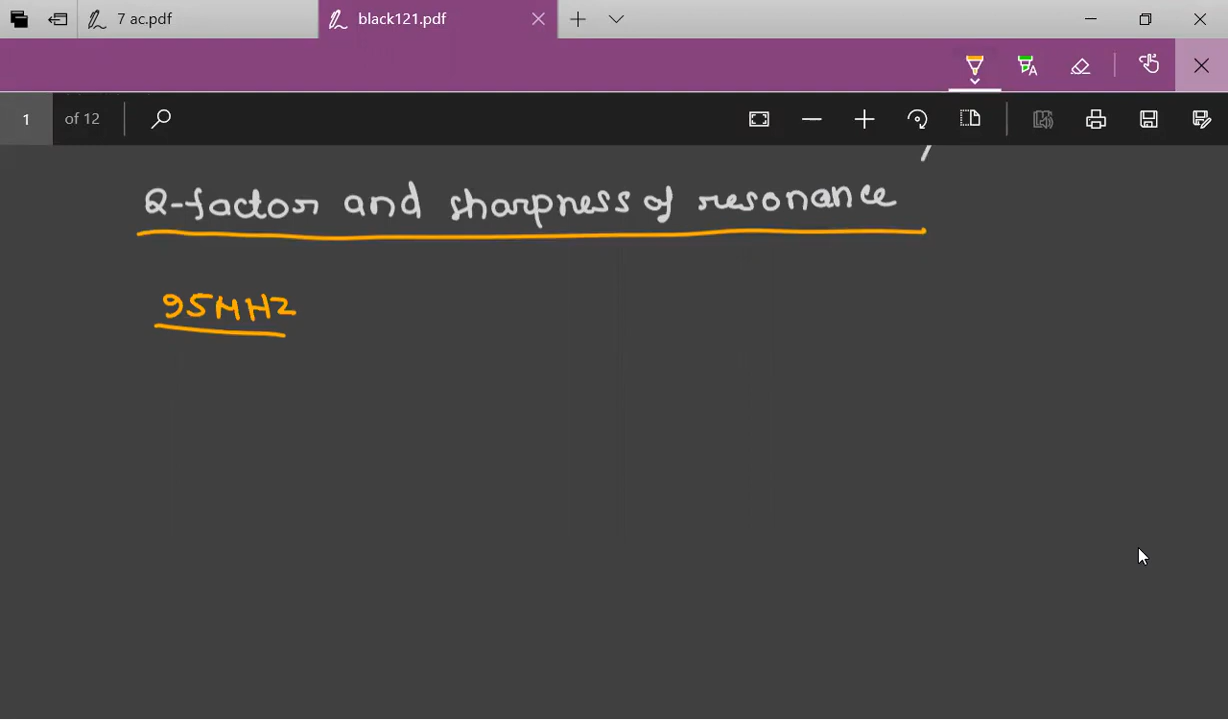 7 ac.pdf
black121.pdf
1 of 12
Q-factor and sharpness of resonance
95MHZ